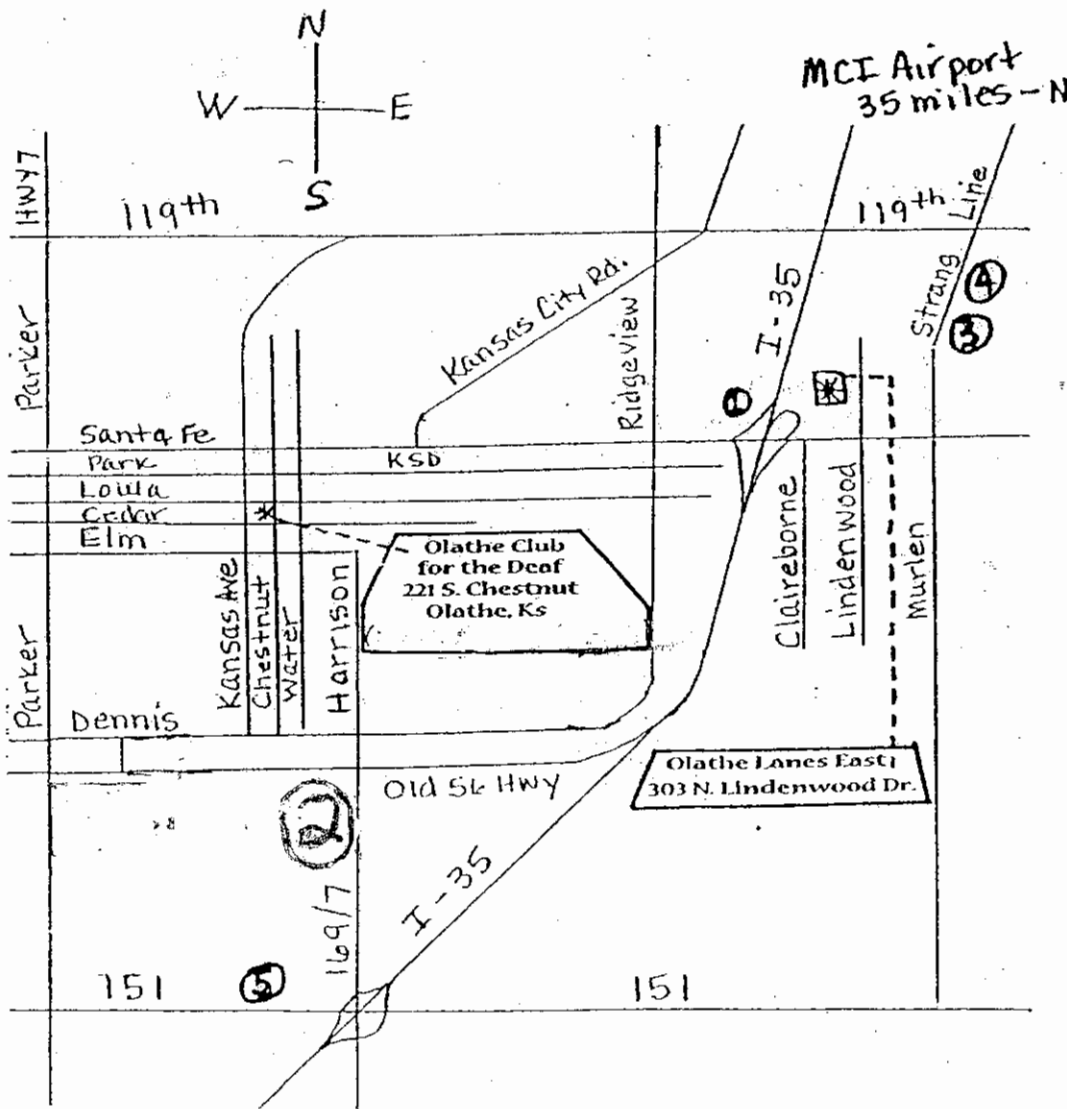 N
W E
S
MCI Airport
35 miles - N
HWY7
119th
119th
Strang Line
④
③
Parker
Kansas City Rd.
Ridgeview
I-35
①
*
Santa Fe
Park
KSD
Loula
*
Cedar
Elm
Olathe Club
for the Deaf
221 S. Chestnut
Olathe, Ks
Kansas Ave
Chestnut
Water
Harrison
Claireborne
Lindenwood
Murlen
Parker
Dennis
Old 56 HWY
Olathe Lanes East
303 N. Lindenwood Dr.
②
169/7
I-35
151
⑤
151